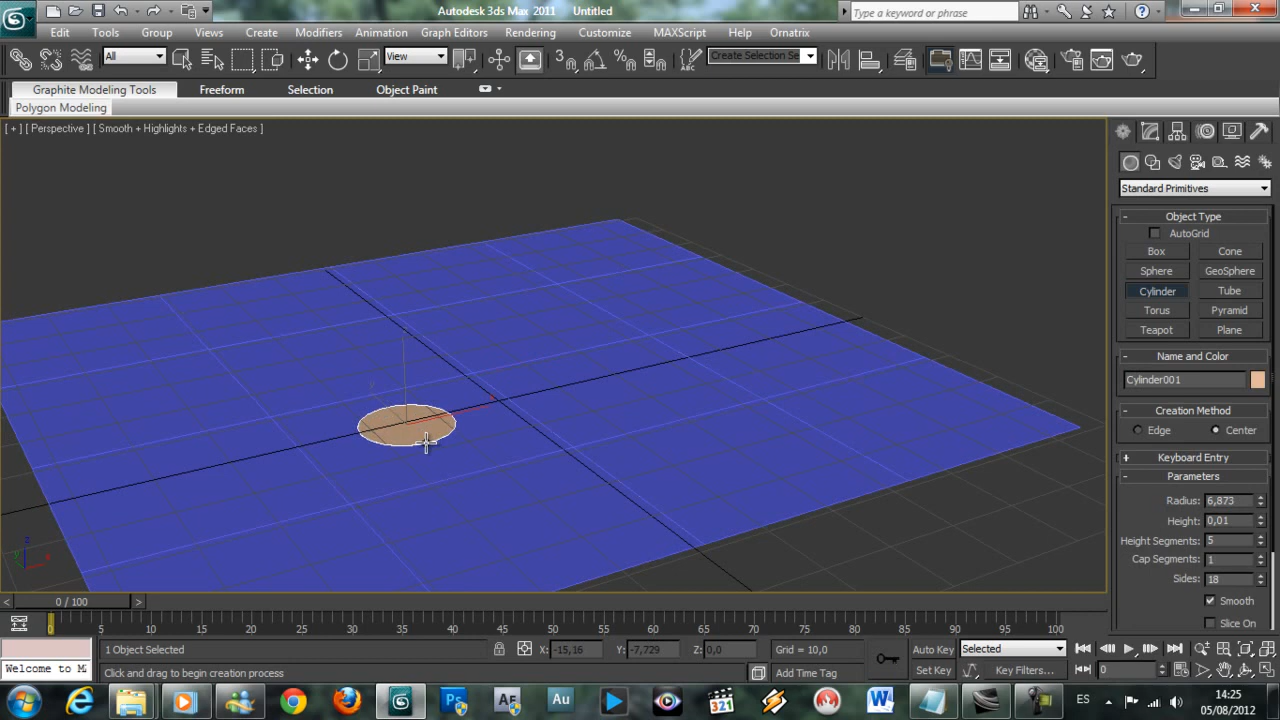 Autodesk 3ds Max 2011 Untitled
Type a keyword or phrase
Edit Tools Group Views Create Modifiers Animation Graph Editors Rendering Customize MAXScript Help Ornatrix
All View 3 Create Selection Se
Graphite Modeling Tools Freeform Selection Object Paint
Polygon Modeling
[ + ] [ Perspective ] [ Smooth + Highlights + Edged Faces ]
Standard Primitives
- Object Type
AutoGrid
Box Cone
Sphere GeoSphere
Cylinder Tube
Torus Pyramid
Teapot Plane
- Name and Color
Cylinder001
- Creation Method
Edge Center
+ Keyboard Entry
- Parameters
Radius: 6,873
Height: 0,01
Height Segments: 5
Cap Segments: 1
Sides: 18
Smooth
Slice On
z
y
x
< 0 / 100 >
0 5 10 15 20 25 30 35 40 45 50 55 60 65 70 75 80 85 90 95 100
1 Object Selected X: -15,16 Y: -7,729 Z: 0,0 Grid = 10,0 Auto Key Selected
Welcome to M Click and drag to begin creation process Add Time Tag Set Key Key Filters... 0
Ps AF Au 321 W ES 14:25
05/08/2012